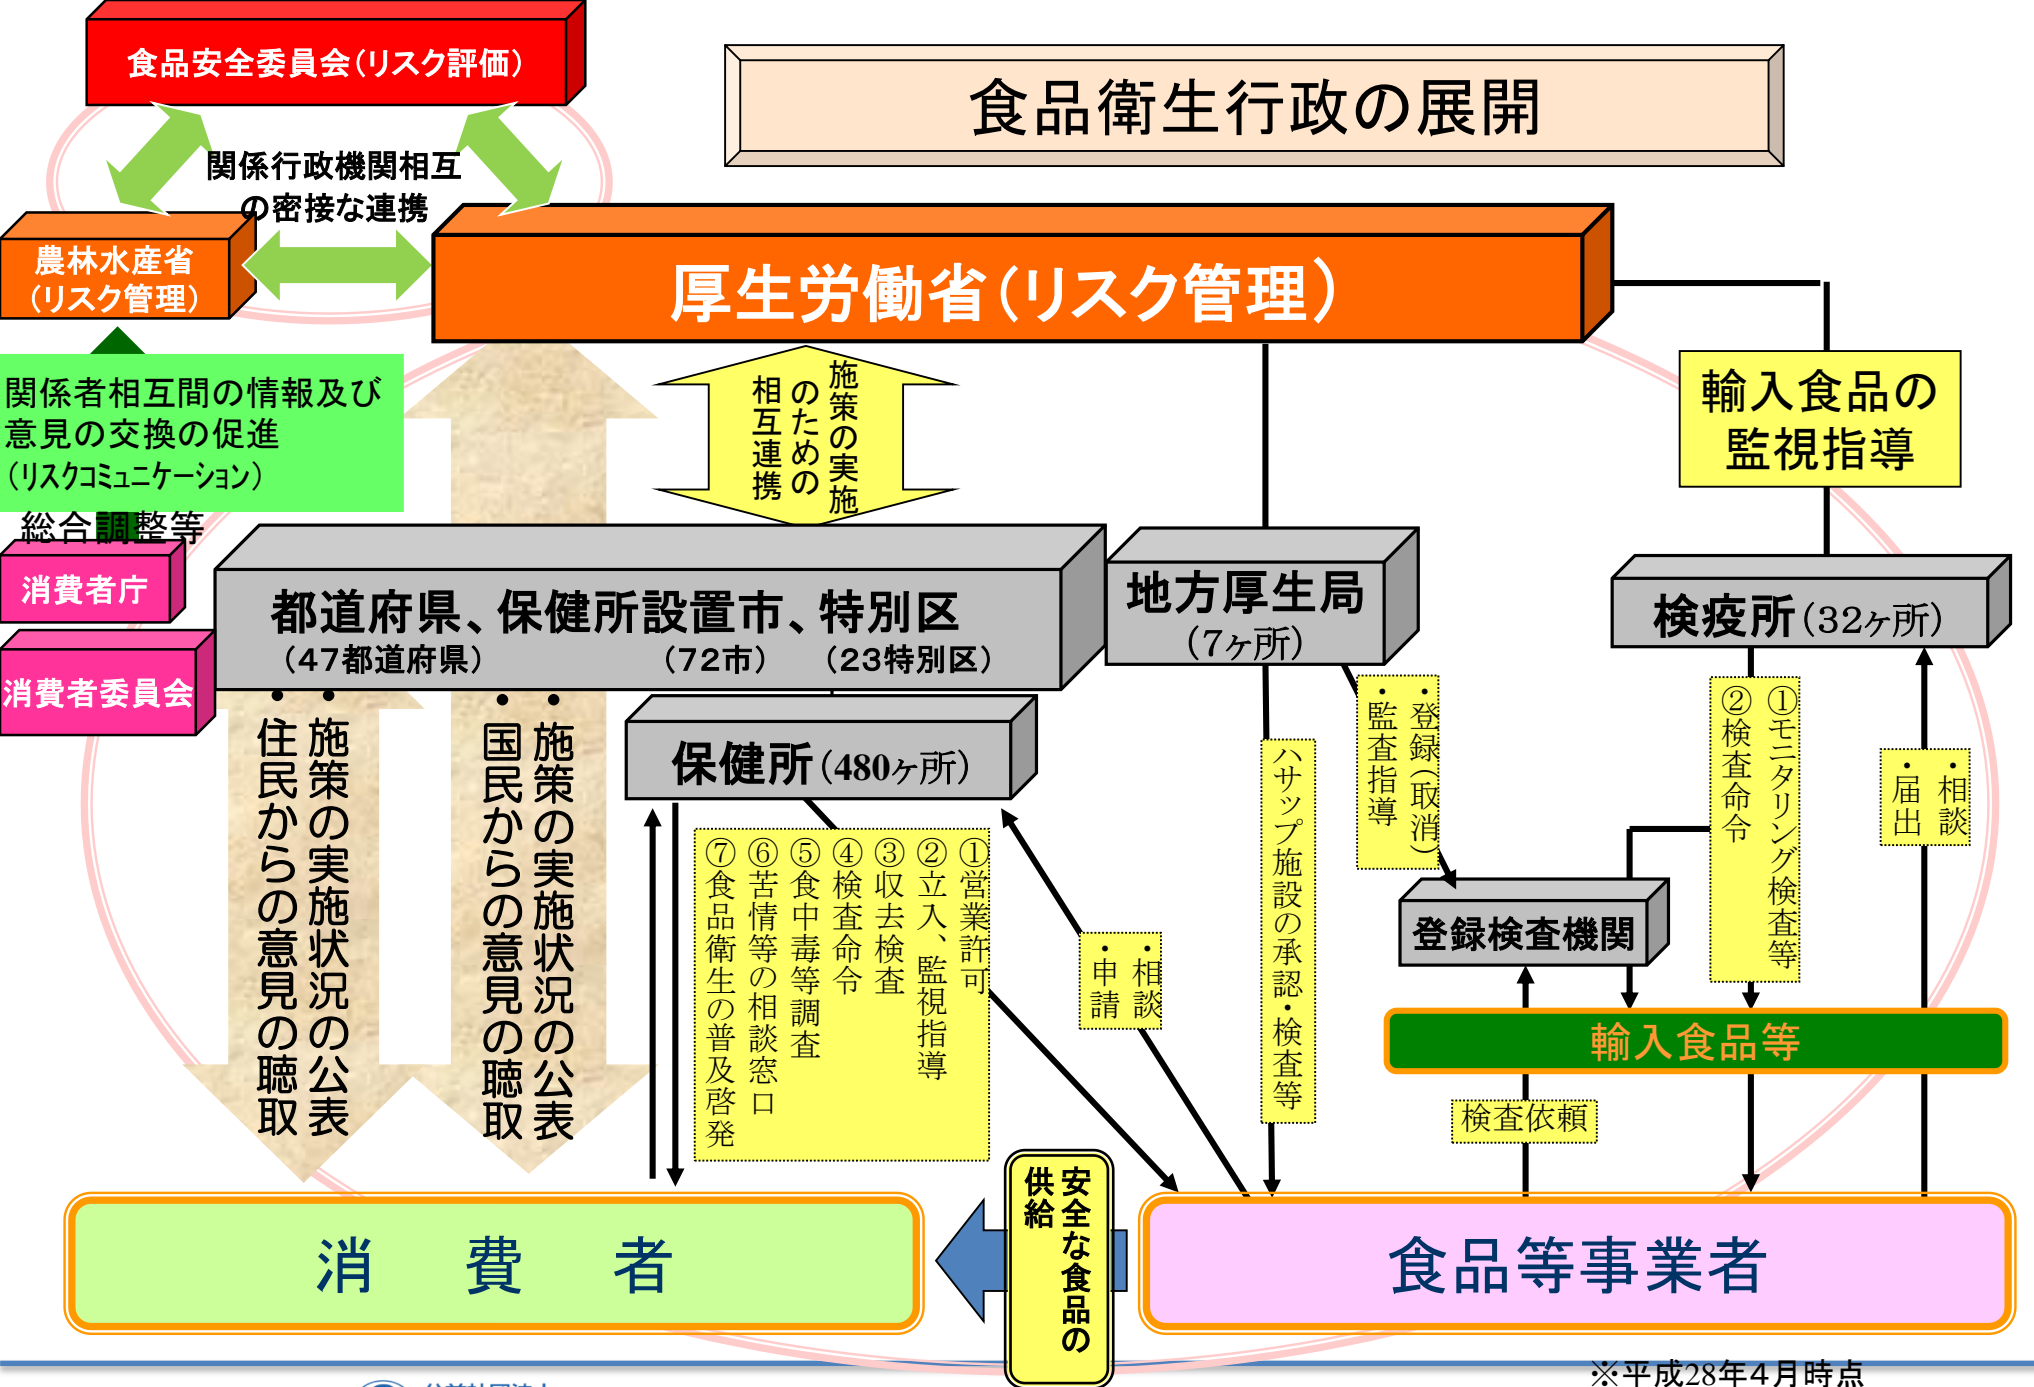 食品安全委員会(リスク評価)
食品衛生行政の展開
関係行政機関相互
の密接な連携
農林水産省
(リスク管理)
厚生労働省(リスク管理)
関係者相互間の情報及び
意見の交換の促進
(リスクコミュニケーション)
総合調整等
施策の実施
のための
相互連携
輸入食品の
監視指導
消費者庁
消費者委員会
都道府県、保健所設置市、特別区
(47都道府県)
(72市)
(23特別区)
地方厚生局
(7ヶ所)
検疫所(32ヶ所)
保健所(480ヶ所)
・施策の実施状況の公表
・住民からの意見の聴取
・施策の実施状況の公表
・国民からの意見の聴取
①営業許可
②立入、監視指導
③収去検査
④検査命令
⑤食中毒等調査
⑥苦情等の相談窓口
⑦食品衛生の普及啓発
・相談
・申請
ハサップ施設の承認・検査等
・登録(取消)
・監査指導
①モニタリング検査等
②検査命令
・相談
・届出
登録検査機関
輸入食品等
検査依頼
安全な食品の
供給
消費者
食品等事業者
※平成28年4月時点